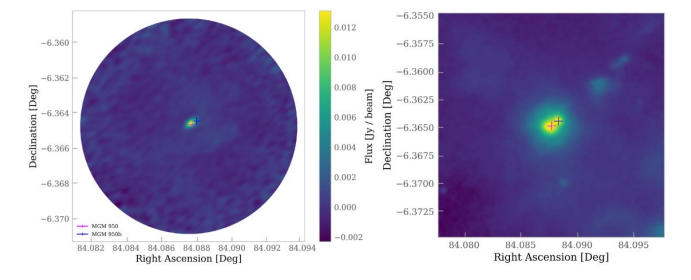 −6.360
−6.362
−6.364
−6.366
−6.368
−6.370
Declination [Deg]
MGM 950
MGM 950b
84.082 84.084 84.086 84.088 84.090 84.092 84.094
Right Ascension [Deg]
0.012
0.010
0.008
0.006
0.004
0.002
0.000
−0.002
Flux [Jy / beam]
−6.3550
−6.3575
−6.3600
−6.3625
−6.3650
−6.3675
−6.3700
−6.3725
Declination [Deg]
84.080 84.085 84.090 84.095
Right Ascension [Deg]